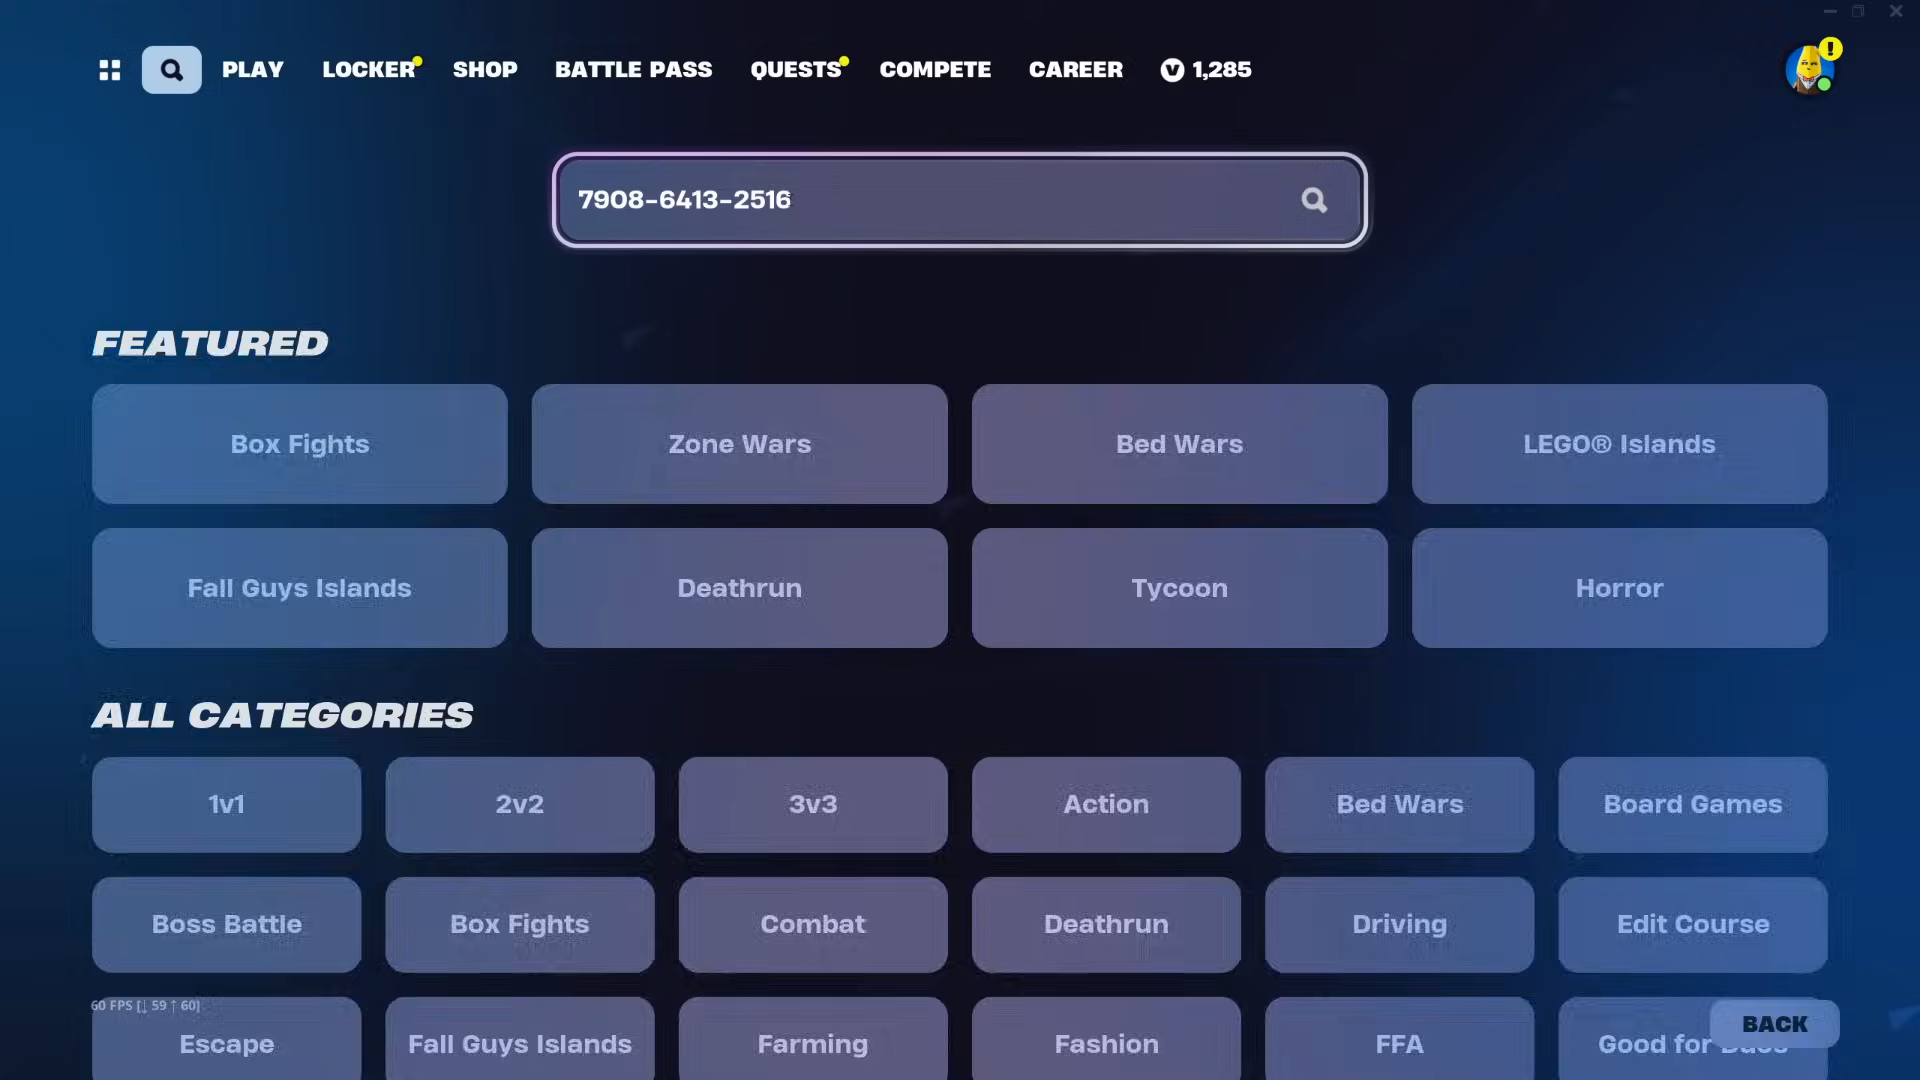 PLAY LOCKER SHOP BATTLE PASS QUESTS COMPETE CAREER V 1,285 !
7908-6413-2516
FEATURED
Box Fights Zone Wars Bed Wars LEGO® Islands
Fall Guys Islands Deathrun Tycoon Horror
ALL CATEGORIES
1v1 2v2 3v3 Action Bed Wars Board Games
Boss Battle Box Fights Combat Deathrun Driving Edit Course
60 FPS [↓ 59 ↑ 60]
BACK
Escape Fall Guys Islands Farming Fashion FFA Good for